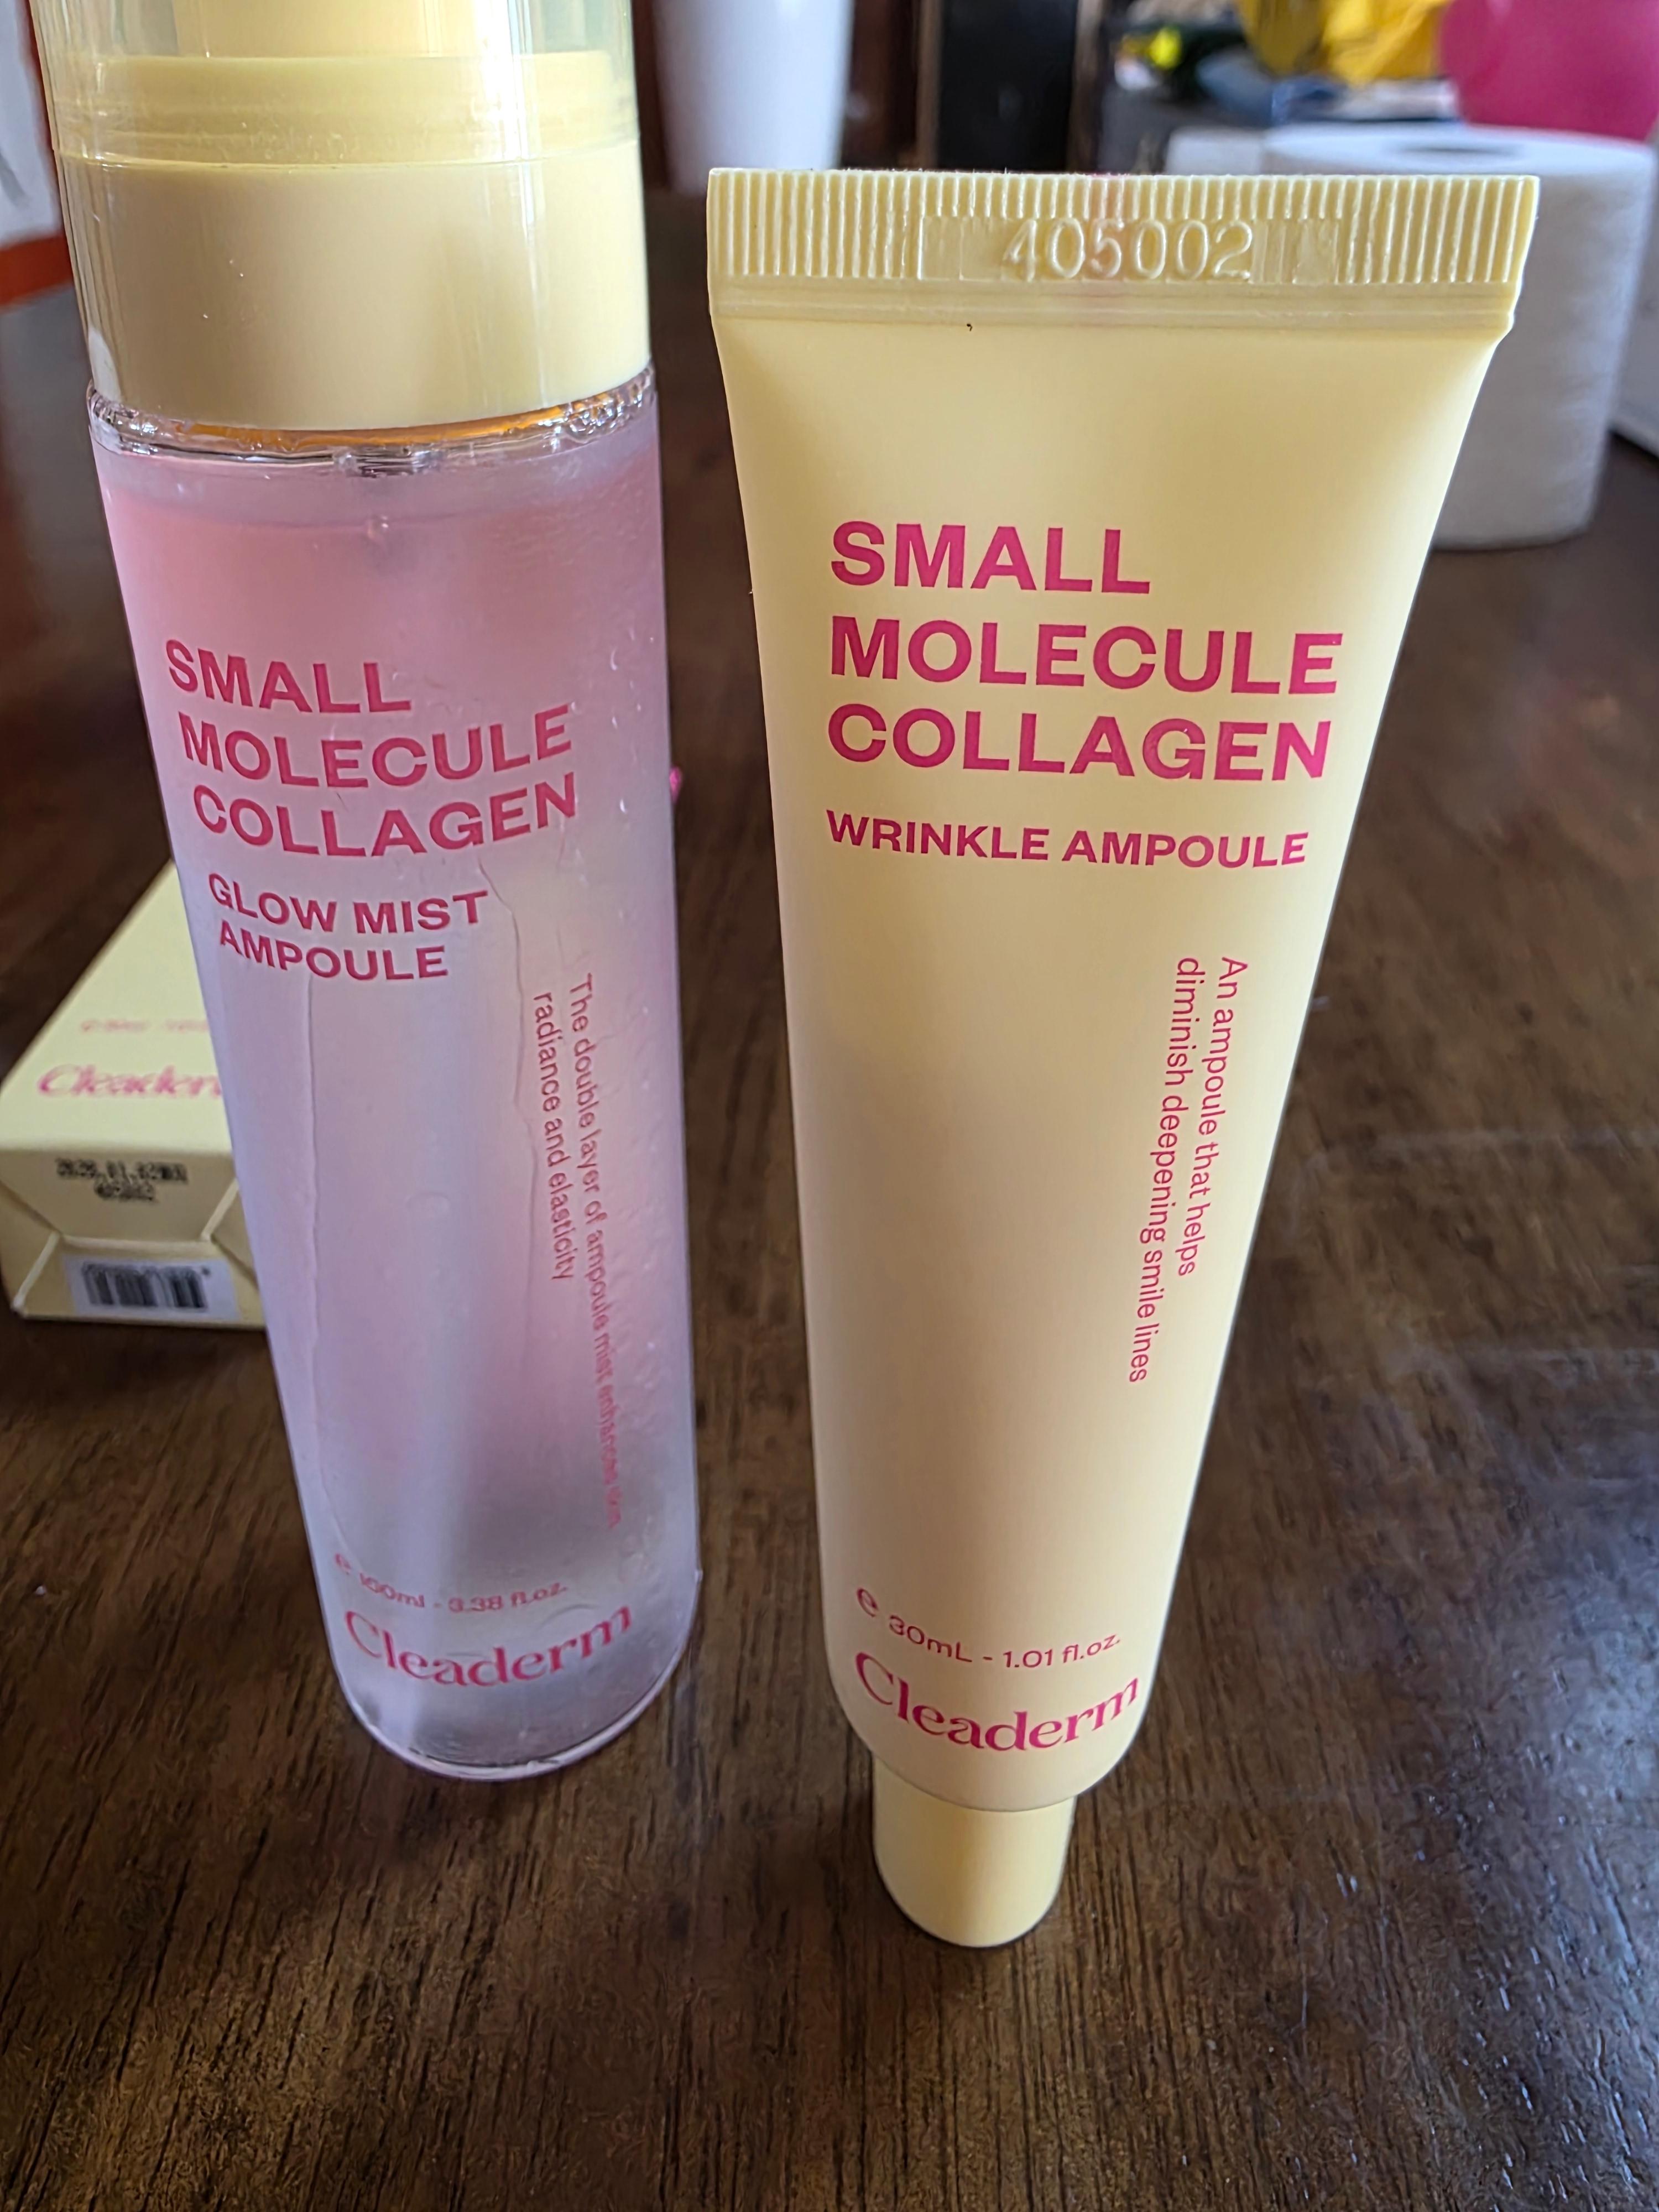 SMALL
MOLECULE
COLLAGEN
GLOW MIST
AMPOULE
The double layer of ampoule mist enhances skin
radiance and elasticity
e 100ml - 3.38 fl.oz.
Cleaderm
405002
SMALL
MOLECULE
COLLAGEN
WRINKLE AMPOULE
An ampoule that helps
diminish deepening smile lines
e 30mL - 1.01 fl.oz.
Cleaderm
Cleaderm